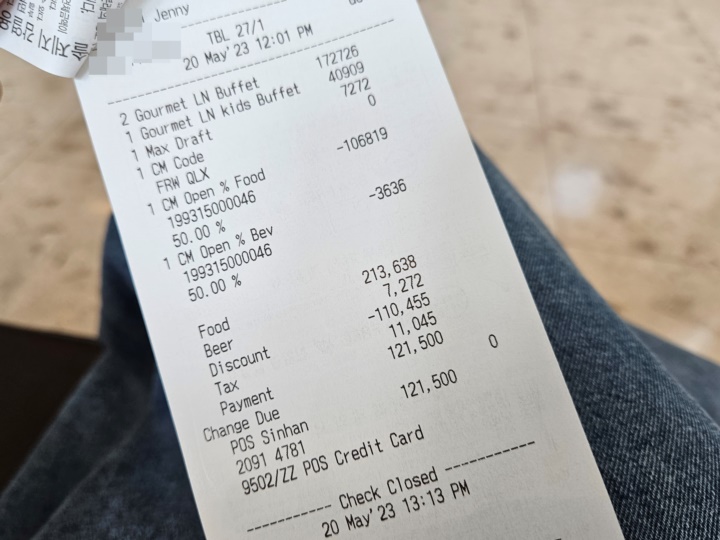 Jenny
TBL 27/1
20 May'23 12:01 PM
2 Gourmet LN Buffet 172726
1 Gourmet LN kids Buffet 40909
1 Max Draft 7272
1 CM Code 0
FRW QLX
1 CM Open % Food -106819
199315000046
50.00 %
1 CM Open % Bev -3636
199315000046
50.00 %
Food 213,638
Beer 7,272
Discount -110,455
Tax 11,045
Payment 121,500
Change Due 0
POS Sinhan 121,500
2091 4781
9502/ZZ POS Credit Card
----------- Check Closed -----------
20 May'23 13:13 PM